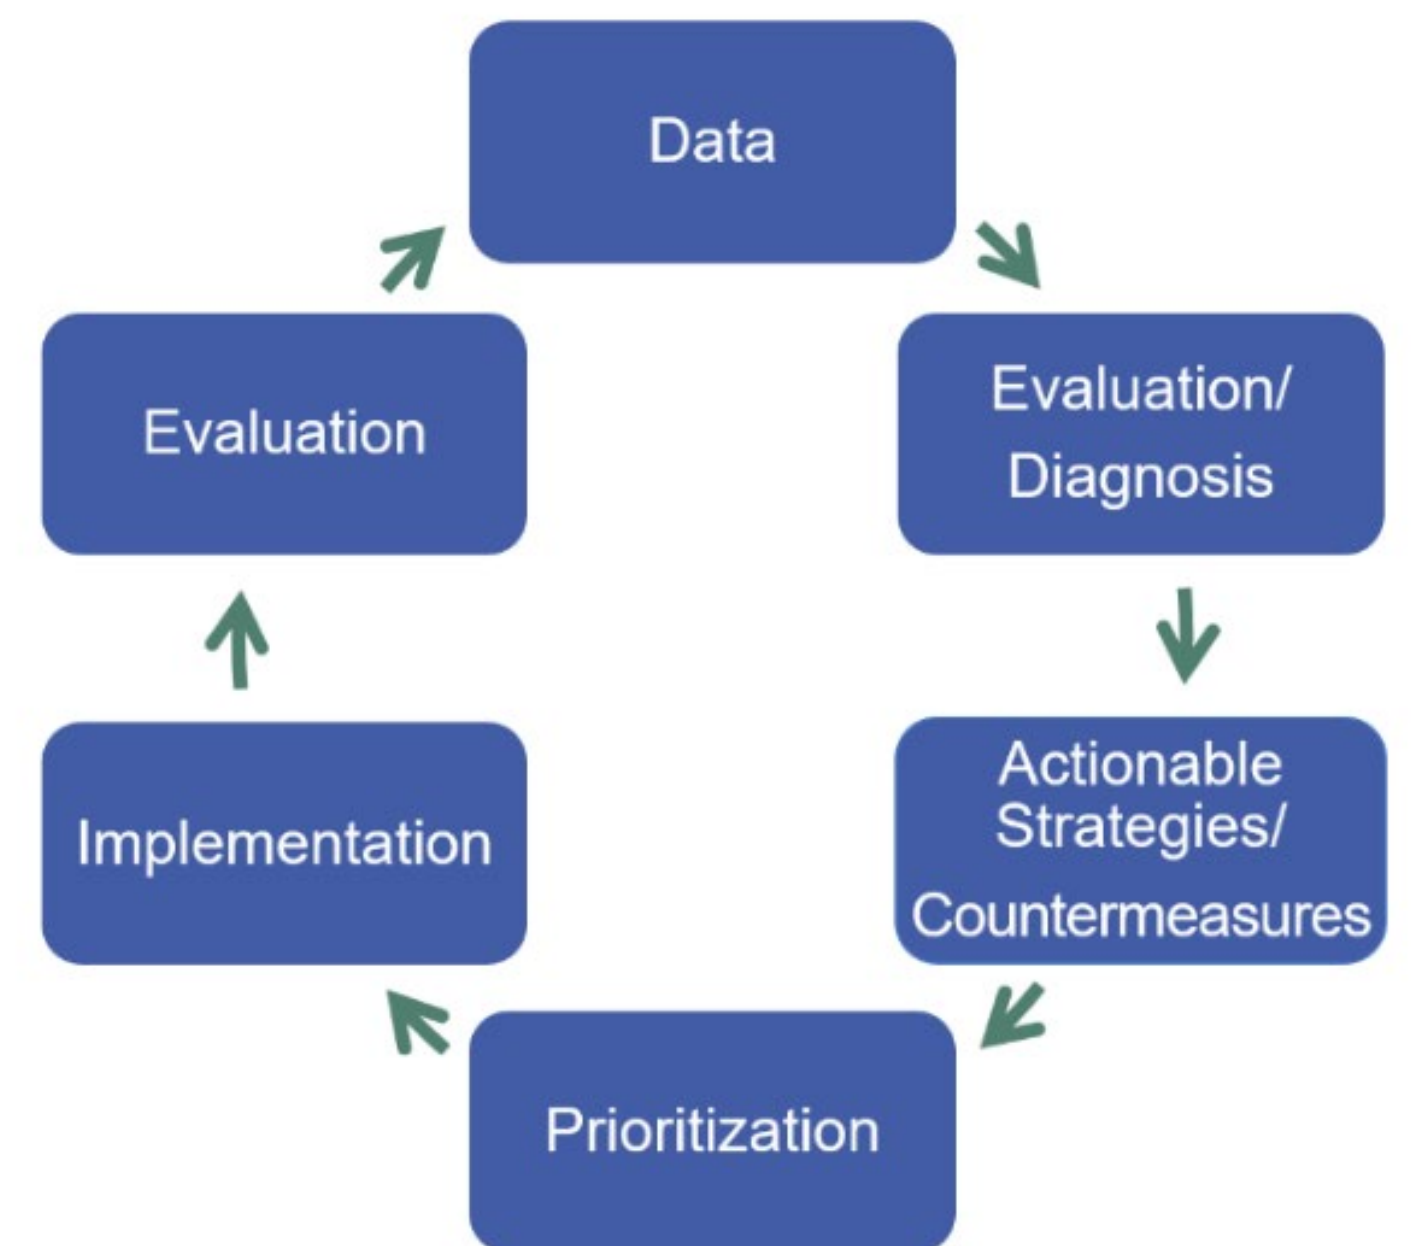 Data
Evaluation/
Diagnosis
Actionable
Strategies/
Countermeasures
Prioritization
Implementation
Evaluation